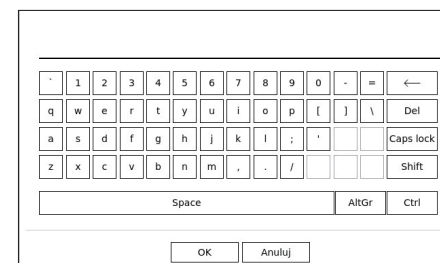 ` 1 2 3 4 5 6 7 8 9 0 - = ←
q w e r t y u i o p [ ] \ Del
a s d f g h j k l ; ' Caps lock
z x c v b n m , . / Shift
Space AltGr Ctrl
OK Anuluj